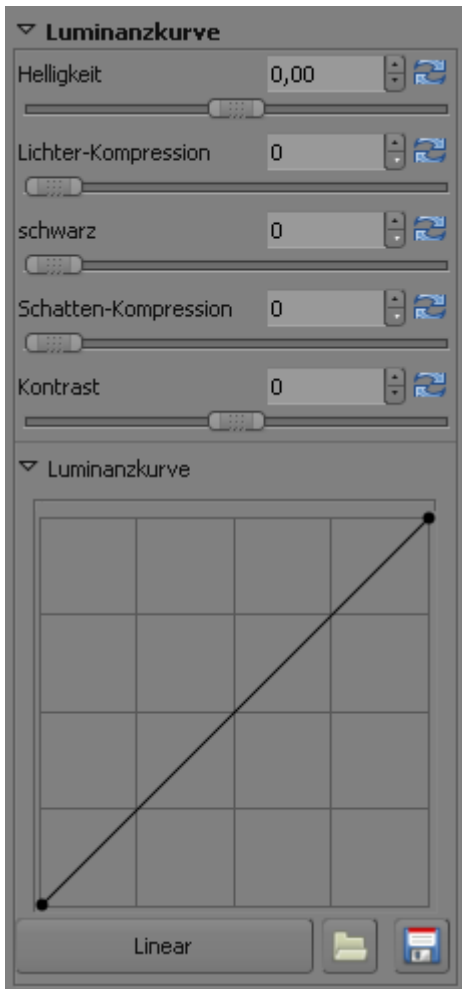 Luminanzkurve
Helligkeit 0,00
Lichter-Kompression 0
schwarz 0
Schatten-Kompression 0
Kontrast 0
Luminanzkurve
Linear